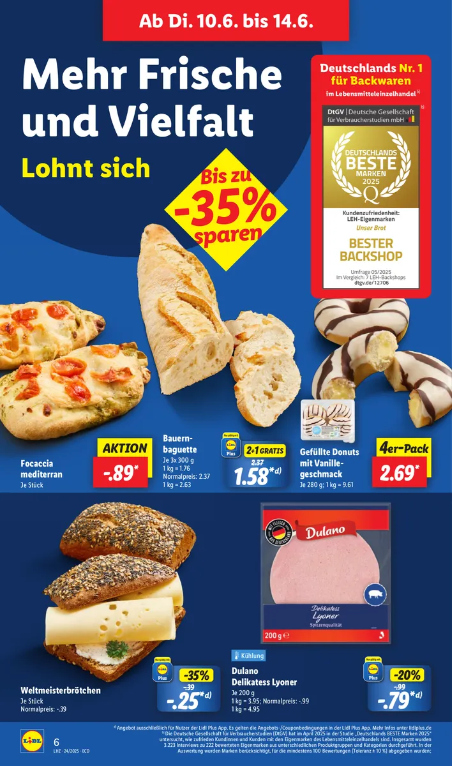 Ab Di. 10.6. bis 14.6.
Mehr Frische
und Vielfalt
Lohnt sich
Bis zu
-35%
sparen
Deutschlands Nr. 1
für Backwaren
im Lebensmitteleinzelhandel
DtGV | Deutsche Gesellschaft
für Verbraucherstudien mbH
DEUTSCHLANDS
BESTE
MARKEN
2025
Q
Kundenzufriedenheit:
LEH-Eigenmarken
Unser Brot
BESTER
BACKSHOP
Umfrage 05/2025
Im Vergleich: 7 LEH-Backshops
dtgv.de/12706
Focaccia
mediterran
Je Stück
AKTION
-.89*
Bauern-
baguette
Je 3x 300 g
1 kg = 1.76
Normalpreis: 2.37
1 kg = 2.63
Plus
2+1 GRATIS
2.37
1.58*d)
Gefüllte Donuts
mit Vanille-
geschmack
Je 280 g; 1 kg = 9.61
4er-Pack
2.69*
Weltmeisterbrötchen
Je Stück
Normalpreis: -.39
Plus
-35%
-.39
-.25*d)
Dulano
Delikatess
Lyoner
Spitzenqualität
200 g ℮
Kühlung
Dulano
Delikatess Lyoner
Je 200 g
1 kg = 3.95; Normalpreis: -.99
1 kg = 4.95
Plus
-20%
-.99
-.79*d)
LIDL
6